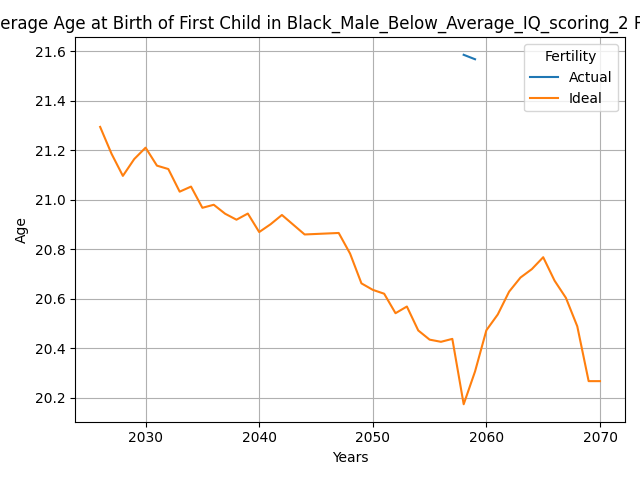 erage Age at Birth of First Child in Black_Male_Below_Average_IQ_scoring_2
Fertility
Actual
Ideal
21.6
21.4
21.2
21.0
20.8
20.6
20.4
20.2
Age
2030 2040 2050 2060 2070
Years